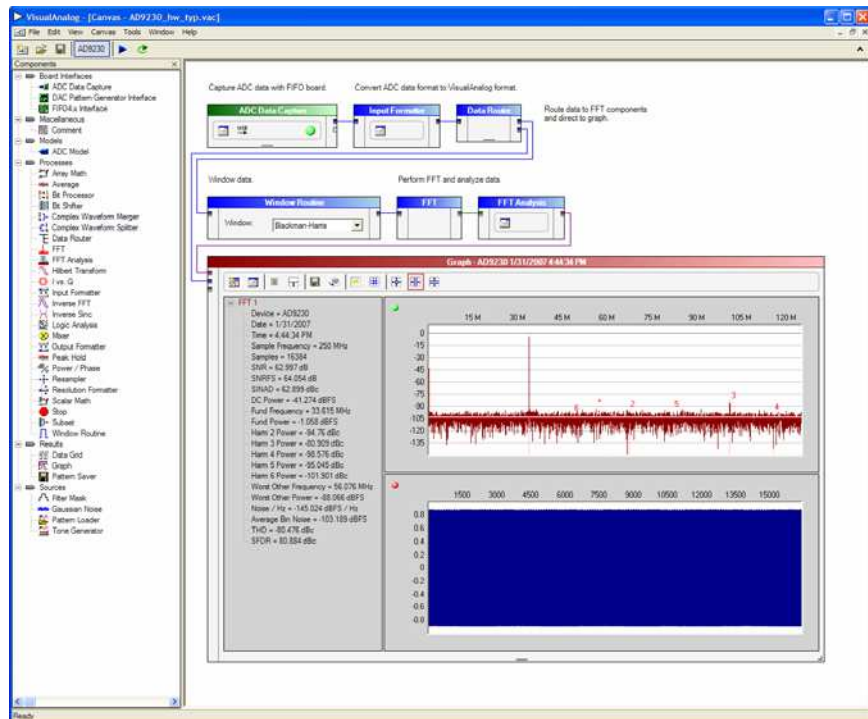 VisualAnalog - [Canvas - AD9230_hw_typ.vac]
File Edit View Canvas Tools Window Help
AD9230
Components
Board Interfaces
ADC Data Capture
DAC Pattern Generator Interface
FIFO4.x Interface
Miscellaneous
Comment
Models
ADC Model
Processes
Array Math
Average
Bit Processor
Bit Shifter
Complex Waveform Merger
Complex Waveform Splitter
Data Router
FFT
FFT Analysis
Hilbert Transform
I vs. Q
Input Formatter
Inverse FFT
Inverse Sinc
Logic Analysis
Mixer
Output Formatter
Peak Hold
Power / Phase
Resampler
Resolution Formatter
Scalar Math
Stop
Subset
Window Routine
Results
Data Grid
Graph
Pattern Saver
Sources
Filter Mask
Gaussian Noise
Pattern Loader
Tone Generator
Capture ADC data with FIFO board.
Convert ADC data format to VisualAnalog format.
ADC Data Capture
Input Formatter
Data Router
Route data to FFT components
and direct to graph.
Window data.
Perform FFT and analyze data.
Window Routine
Window:
Blackman-Harris
FFT
FFT Analysis
Graph - AD9230 1/31/2007 4:44:34 PM
FFT 1
Device = AD9230
Date = 1/31/2007
Time = 4:44:34 PM
Sample Frequency = 250 MHz
Samples = 16384
SNR = 62.997 dB
SNRFS = 64.054 dB
SINAD = 62.899 dBc
DC Power = -41.274 dBFS
Fund Frequency = 33.615 MHz
Fund Power = -1.058 dBFS
Harm 2 Power = -94.76 dBc
Harm 3 Power = -80.909 dBc
Harm 4 Power = -98.576 dBc
Harm 5 Power = -95.045 dBc
Harm 6 Power = -101.901 dBc
Worst Other Frequency = 56.076 MHz
Worst Other Power = -88.066 dBFS
Noise / Hz = -145.024 dBFS / Hz
Average Bin Noise = -103.189 dBFS
THD = -80.476 dBc
SFDR = 80.884 dBc
15 M 30 M 45 M 60 M 75 M 90 M 105 M 120 M
0
-15
-30
-45
-60
-75
-90
-105
-120
-135
6 + 2 5 3 4
1500 3000 4500 6000 7500 9000 10500 12000 13500 15000
0.8
0.6
0.4
0.2
0
-0.2
-0.4
-0.6
-0.8
Ready